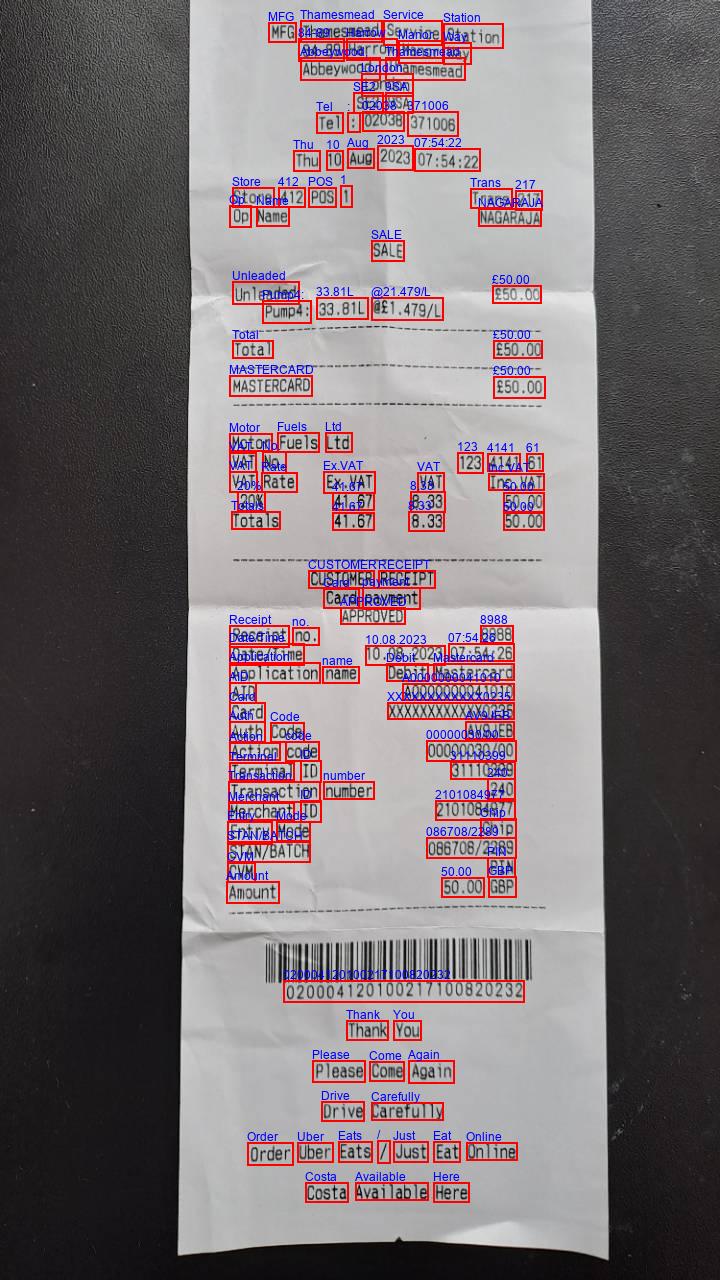 MFG Thamesmead Service Station
84-89 Harrow Manor Way
Abbeywood Thamesmead
London
SE2 9SA
Tel : 02038 371006
Thu 10 Aug 2023 07:54:22
Store 412 POS 1 Trans 217
Op Name NAGARAJA
SALE
Unleaded £50.00
Pump4: 33.81L @£1.479/L
Total £50.00
MASTERCARD £50.00
Motor Fuels Ltd
VAT No. 123 4141 61
VAT Rate Ex.VAT VAT Inc.VAT
20% 41.67 8.33 50.00
Totals 41.67 8.33 50.00
CUSTOMER RECEIPT
Card payment
APPROVED
Receipt no. 8988
Date/Time 10.08.2023 07:54:26
Application name Debit Mastercard
AID A0000000041010
Card XXXXXXXXXXXX0235
Auth Code AV9JEB
Action code 00000030/00
Terminal ID 31110399
Transaction number 240
Merchant ID 2101084977
Entry Mode Chip
STAN/BATCH 086708/2289
CVM PIN
Amount 50.00 GBP
020004120100217100820232
Thank You
Please Come Again
Drive Carefully
Order Uber Eats / Just Eat Online
Costa Available Here